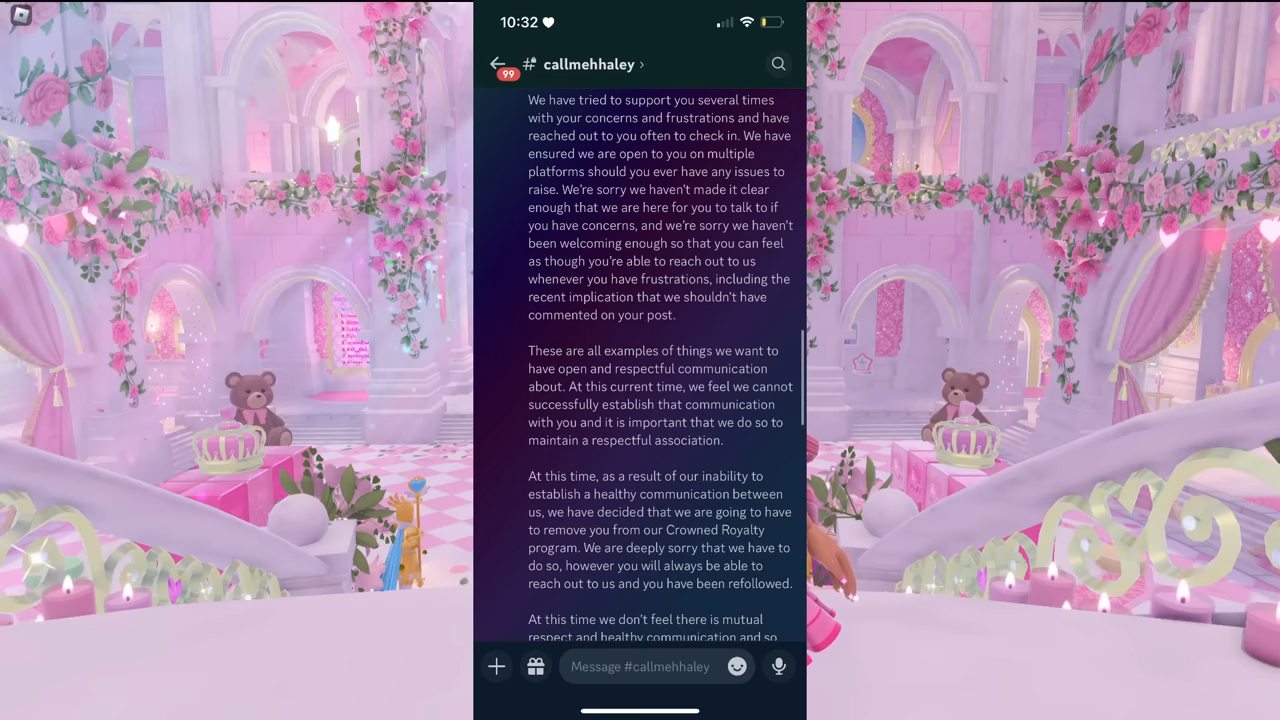 10:32
99
callmehhaley
We have tried to support you several times
with your concerns and frustrations and have
reached out to you often to check in. We have
ensured we are open to you on multiple
platforms should you ever have any issues to
raise. We're sorry we haven't made it clear
enough that we are here for you to talk to if
you have concerns, and we're sorry we haven't
been welcoming enough so that you can feel
as though you're able to reach out to us
whenever you have frustrations, including the
recent implication that we shouldn't have
commented on your post.
These are all examples of things we want to
have open and respectful communication
about. At this current time, we feel we cannot
successfully establish that communication
with you and it is important that we do so to
maintain a respectful association.
At this time, as a result of our inability to
establish a healthy communication between
us, we have decided that we are going to have
to remove you from our Crowned Royalty
program. We are deeply sorry that we have to
do so, however you will always be able to
reach out to us and you have been refollowed.
At this time we don't feel there is mutual
respect and healthy communication and so
Message #callmehhaley